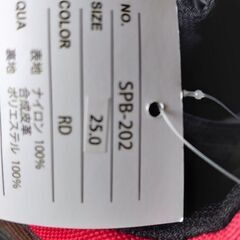 NO. SPB-202
SIZE 25.0
COLOR RD
QUA
表地 ナイロン 100%
合成皮革
裏地 ポリエステル 100%